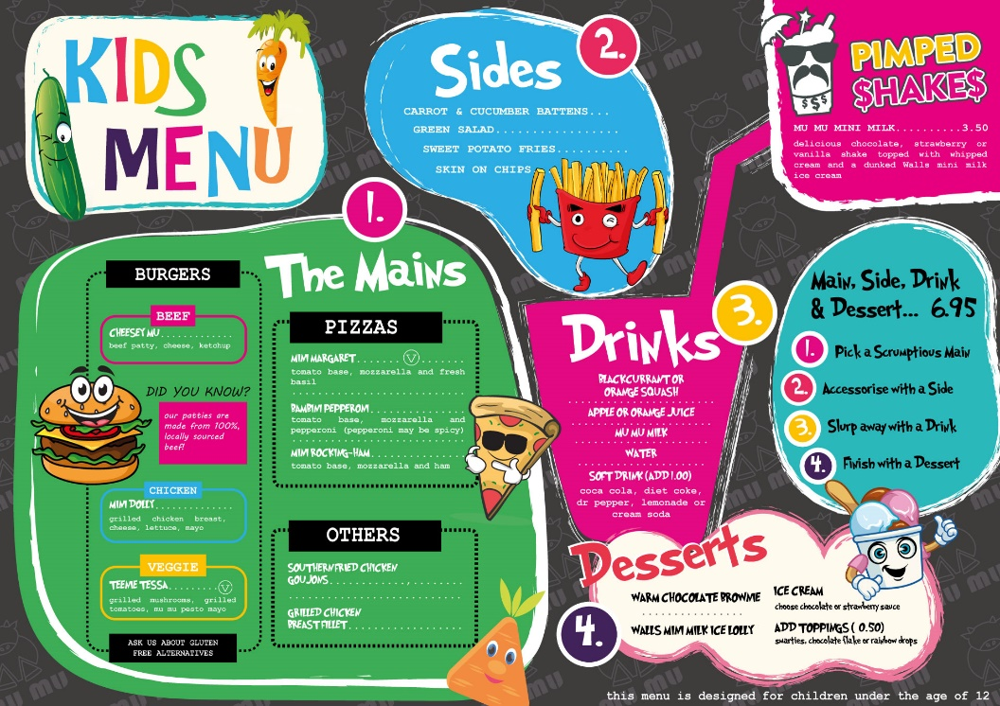 KIDS
MENU
Sides
2.
CARROT & CUCUMBER BATTENS...
GREEN SALAD...................
SWEET POTATO FRIES...........
SKIN ON CHIPS
PIMPED
$HAKE$
$$$
MU MU MINI MILK..........3.50
delicious chocolate, strawberry or
vanilla shake topped with whipped
cream and a dunked Walls mini milk
ice cream
1.
The Mains
BURGERS
BEEF
CHEESEY MU.............
beef patty, cheese, ketchup
DID YOU KNOW?
our patties are
made from 100%,
locally sourced
beef!
CHICKEN
MINI DOLLY..............
grilled chicken breast,
cheese, lettuce, mayo
VEGGIE
TEENIE TESSA.........V
grilled mushrooms, grilled
tomatoes, mu mu pesto mayo
ASK US ABOUT GLUTEN
FREE ALTERNATIVES
PIZZAS
MINI MARGARET.......V.......
tomato base, mozzarella and fresh
basil
BAMBINI PEPPERONI..............
tomato base, mozzarella and
pepperoni (pepperoni may be spicy)
MINI ROCKING-HAM..............
tomato base, mozzarella and ham
OTHERS
SOUTHERN FRIED CHICKEN
GOUJONS.......................
GRILLED CHICKEN
BREAST FILLET..................
3.
Drinks
BLACKCURRANT OR
ORANGE SQUASH
APPLE OR ORANGE JUICE
MU MU MILK
WATER
SOFT DRINK (ADD 1.00)
coca cola, diet coke,
dr pepper, lemonade or
cream soda
Main, Side, Drink
& Dessert... 6.95
1. Pick a Scrumptious Main
2. Accessorise with a Side
3. Slurp away with a Drink
4. Finish with a Dessert
Desserts
4.
WARM CHOCOLATE BROWNIE
WALLS MINI MILK ICE LOLLY
ICE CREAM
choose chocolate or strawberry sauce
ADD TOPPINGS ( 0.50)
smarties, chocolate flake or rainbow drops
this menu is designed for children under the age of 12